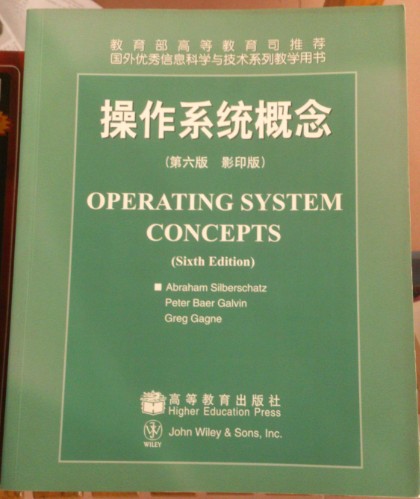 教育部高等教育司推荐
国外优秀信息科学与技术系列教学用书
操作系统概念
(第六版 影印版)
OPERATING SYSTEM
CONCEPTS
(Sixth Edition)
■ Abraham Silberschatz
Peter Baer Galvin
Greg Gagne
高等教育出版社
Higher Education Press
WILEY
John Wiley & Sons, Inc.